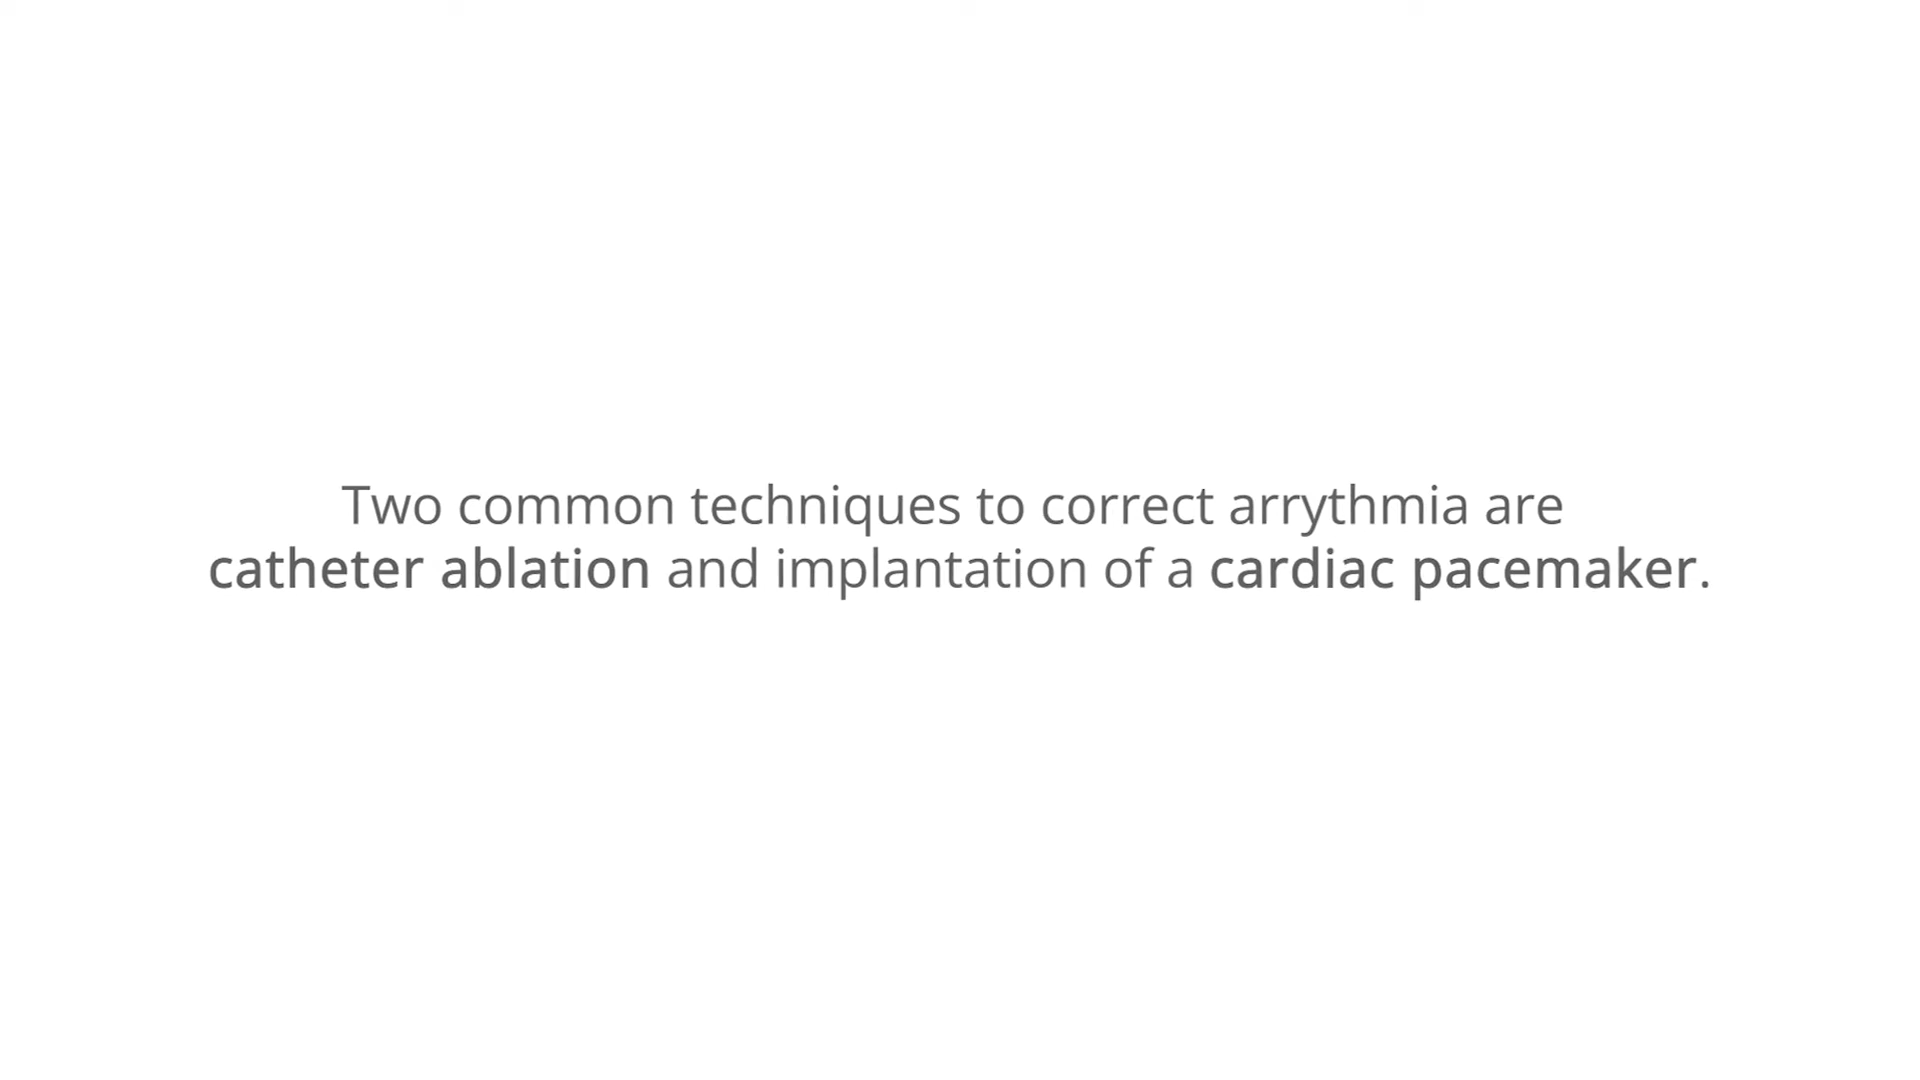 Two common techniques to correct arrythmia are
catheter ablation and implantation of a cardiac pacemaker.